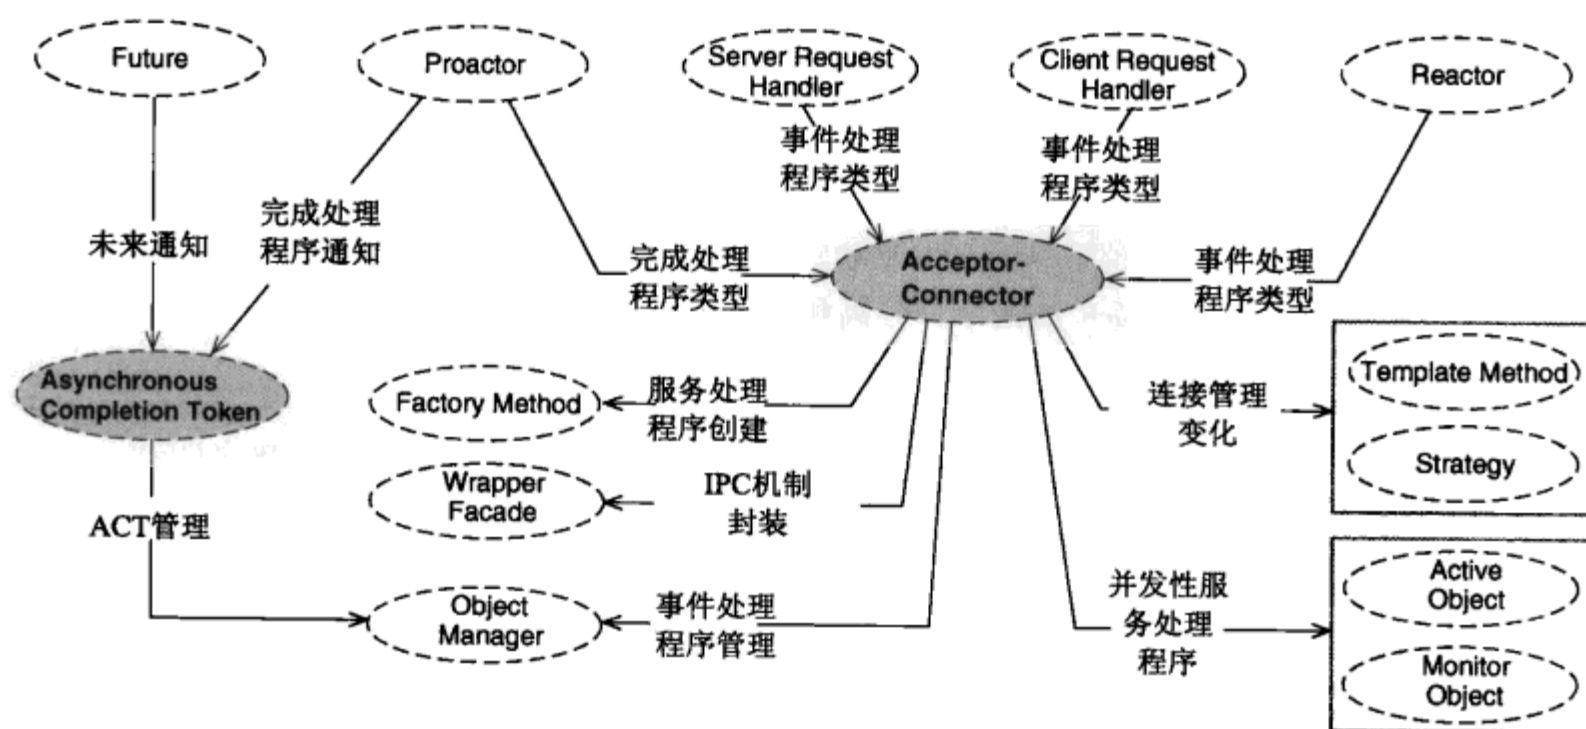 Future
Proactor
Server Request
Handler
Client Request
Handler
Reactor
事件处理
程序类型
事件处理
程序类型
完成处理
程序通知
未来通知
完成处理
程序类型
Acceptor-
Connector
事件处理
程序类型
Asynchronous
Completion Token
Factory Method
服务处理
程序创建
连接管理
变化
Template Method
Strategy
Wrapper
Facade
IPC机制
封装
ACT管理
Object
Manager
事件处理
程序管理
并发性服
务处理
程序
Active
Object
Monitor
Object